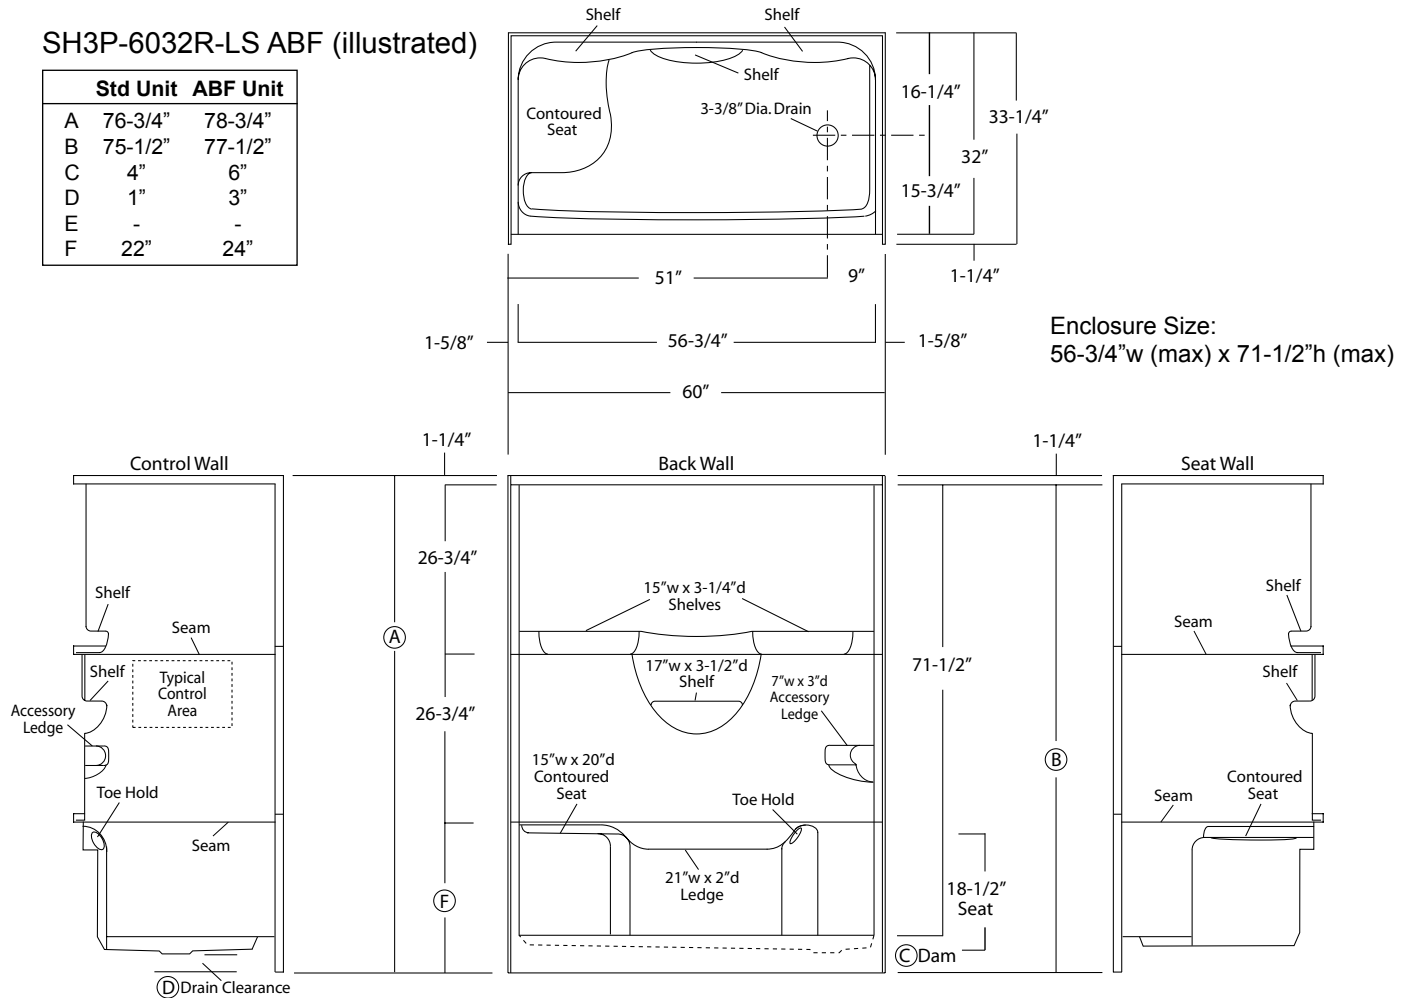 SH3P-6032R-LS ABF (illustrated)
Std Unit ABF Unit
A 76-3/4” 78-3/4”
B 75-1/2” 77-1/2”
C 4” 6”
D 1” 3”
E - -
F 22” 24”
Shelf
Shelf
Shelf
Contoured
Seat
3-3/8” Dia. Drain
16-1/4”
33-1/4”
32”
15-3/4”
51”
9”
1-1/4”
1-5/8”
56-3/4”
1-5/8”
60”
Enclosure Size:
56-3/4”w (max) x 71-1/2”h (max)
1-1/4”
1-1/4”
Control Wall
Back Wall
Seat Wall
26-3/4”
Shelf
Seam
A
Shelf
Typical
Control
Area
Accessory
Ledge
26-3/4”
Toe Hold
Seam
F
D Drain Clearance
15”w x 3-1/4”d
Shelves
17”w x 3-1/2”d
Shelf
7”w x 3”d
Accessory
Ledge
15”w x 20”d
Contoured
Seat
Toe Hold
21”w x 2”d
Ledge
71-1/2”
B
18-1/2”
Seat
C Dam
Shelf
Seam
Shelf
Contoured
Seat
Seam